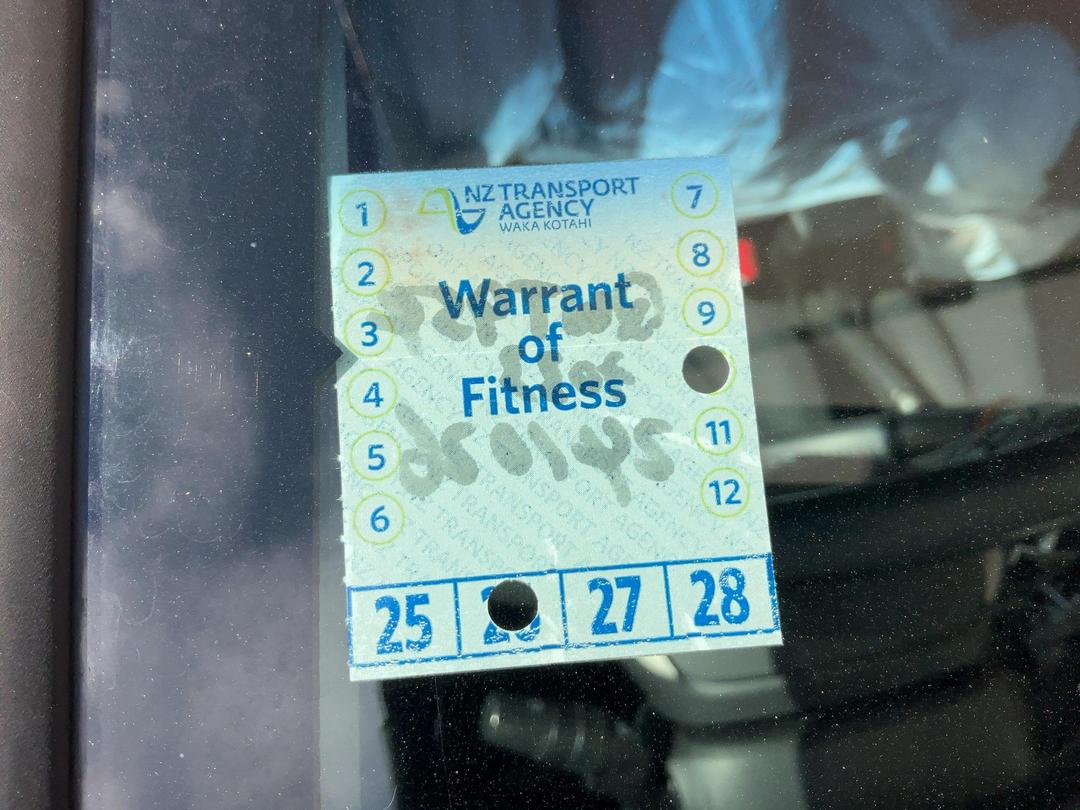 NZ TRANSPORT
AGENCY
WAKA KOTAHI
1
2
3
4
5
6
7
8
9
11
12
Warrant
of
Fitness
25
27
28